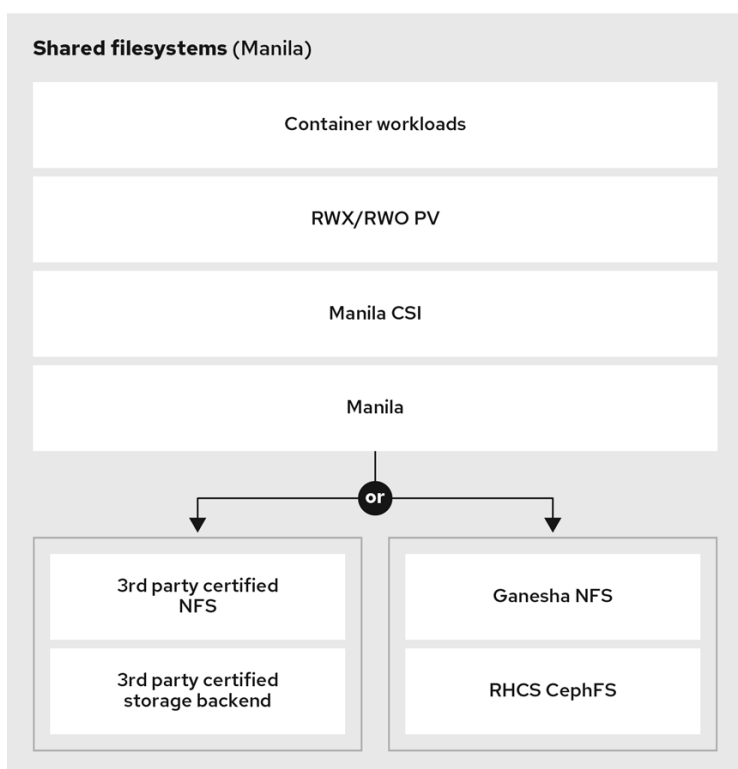 Shared filesystems (Manila)
Container workloads
RWX/RWO PV
Manila CSI
Manila
or
3rd party certified
NFS
3rd party certified
storage backend
Ganesha NFS
RHCS CephFS